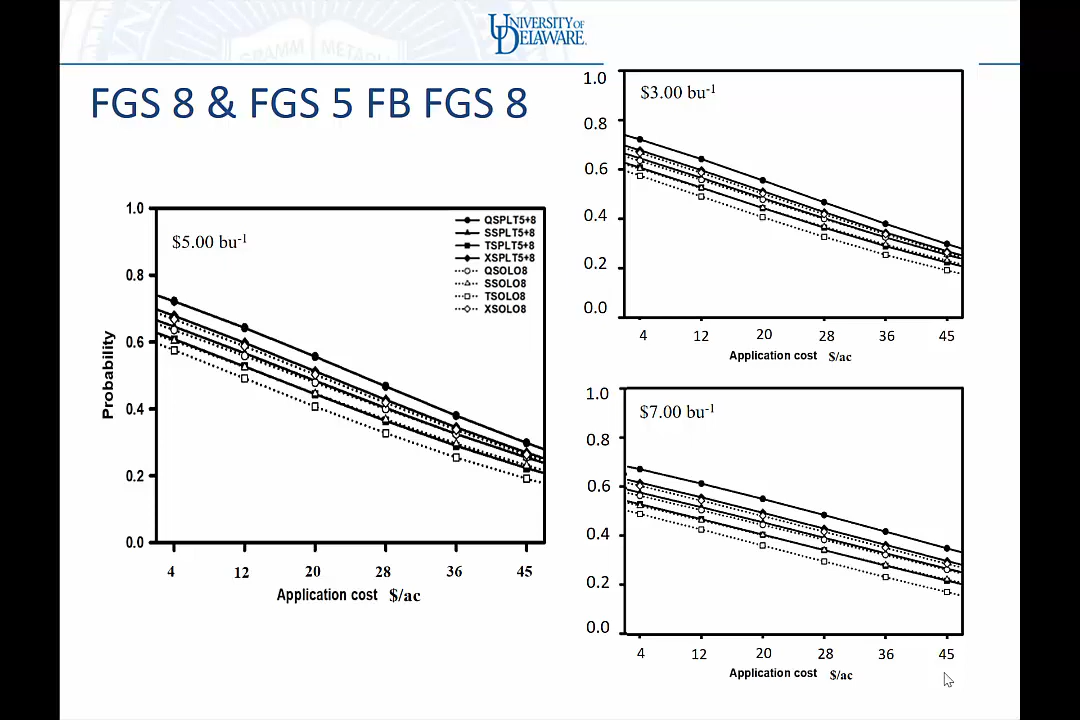 GRAMM METARI
UNIVERSITY OF
DELAWARE.
FGS 8 & FGS 5 FB FGS 8
$5.00 bu-1
QSPLT5+8
SSPLT5+8
TSPLT5+8
XSPLT5+8
QSOLO8
SSOLO8
TSOLO8
XSOLO8
1.0
0.8
0.6
0.4
0.2
0.0
Probability
4 12 20 28 36 45
Application cost $/ac
$3.00 bu-1
1.0
0.8
0.6
0.4
0.2
0.0
4 12 20 28 36 45
Application cost $/ac
$7.00 bu-1
1.0
0.8
0.6
0.4
0.2
0.0
4 12 20 28 36 45
Application cost $/ac